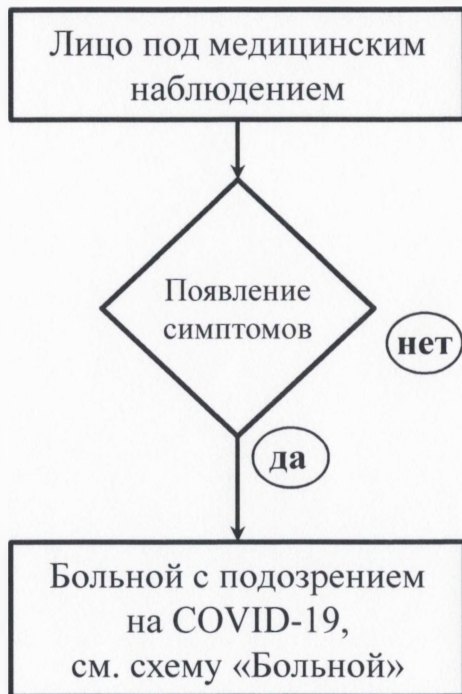 Лицо под медицинским
наблюдением
Появление
симптомов
нет
да
Больной с подозрением
на COVID-19,
см. схему «Больной»